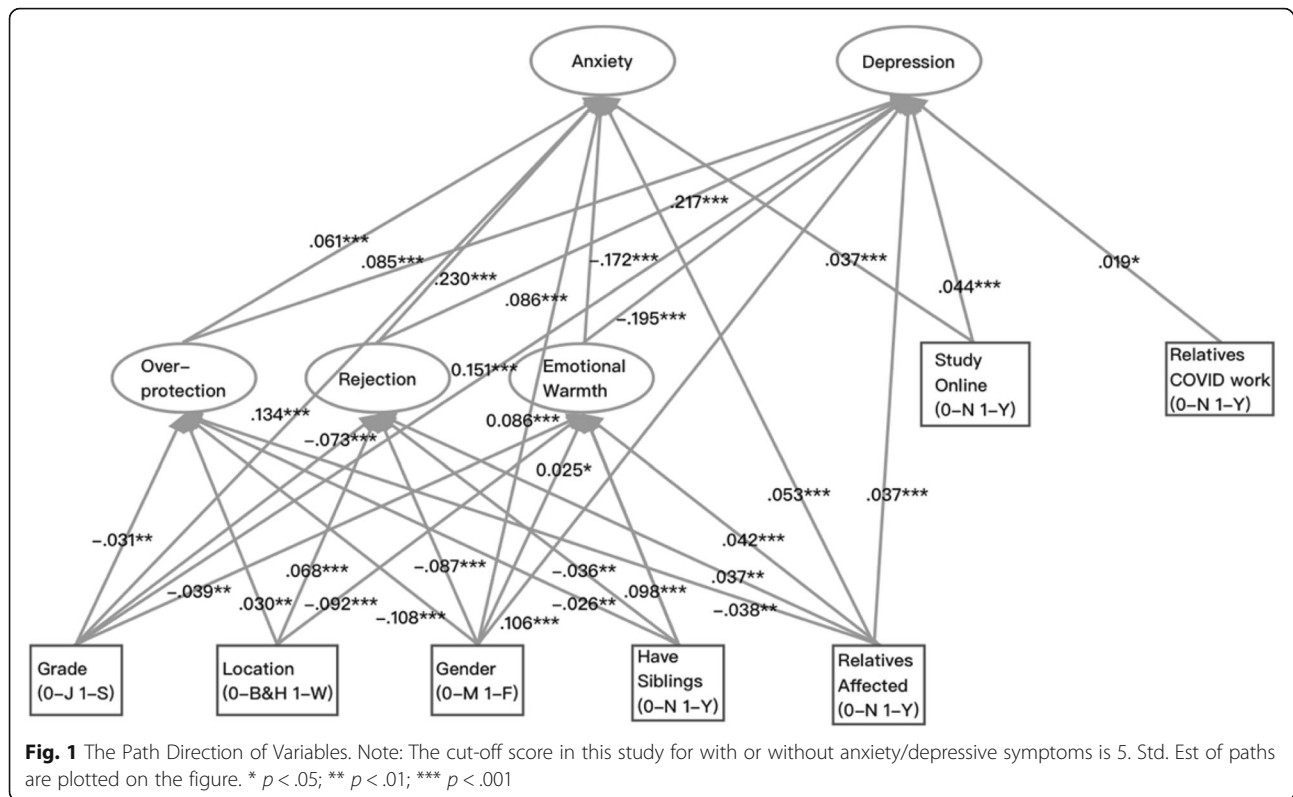 Anxiety
Depression
.217***
.061***
.085***
-.172***
.037***
.019*
.230***
.086***
.044***
-.195***
Over-
protection
Rejection
Emotional
Warmth
Study
Online
(0-N 1-Y)
Relatives
COVID work
(0-N 1-Y)
0.151***
.134***
-.073***
0.086***
0.025*
.053***
.037***
-.031**
.042***
.068***
-.087***
-.036**
.037**
-.039**
.030**
-.092***
-.108***
.106***
-.026**
.098***
-.038**
Grade
(0-J 1-S)
Location
(0-B&H 1-W)
Gender
(0-M 1-F)
Have
Siblings
(0-N 1-Y)
Relatives
Affected
(0-N 1-Y)
Fig. 1 The Path Direction of Variables. Note: The cut-off score in this study for with or without anxiety/depressive symptoms is 5. Std. Est of paths
are plotted on the figure. * p < .05; ** p < .01; *** p < .001